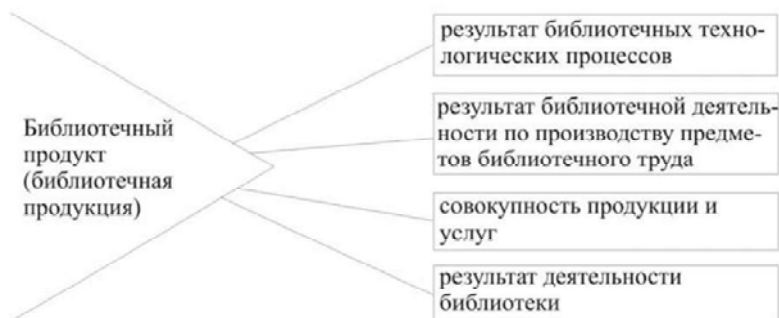 Библиотечный
продукт
(библиотечная
продукция)
результат библиотечных техно-
логических процессов
результат библиотечной деятель-
ности по производству предме-
тов библиотечного труда
совокупность продукции и
услуг
результат деятельности
библиотеки